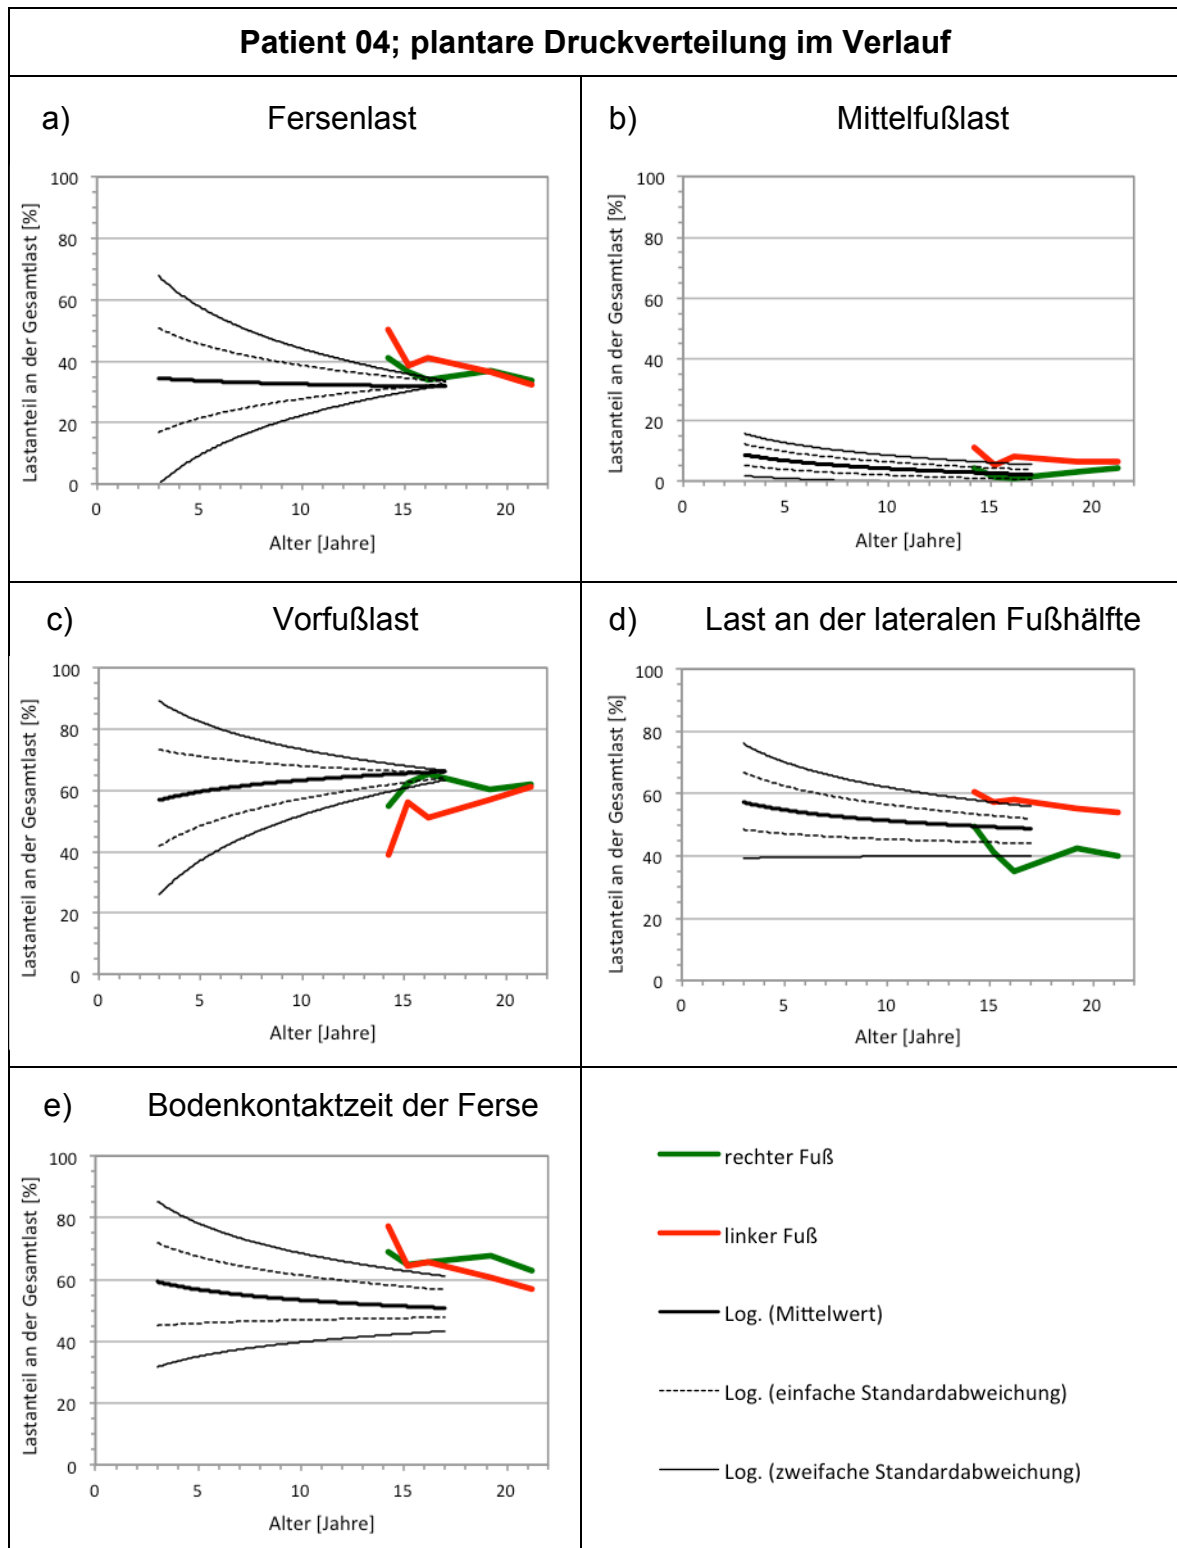 Patient 04; plantare Druckverteilung im Verlauf
a) Fersenlast
Lastanteil an der Gesamtlast [%]
100
80
60
40
20
0
0 5 10 15 20
Alter [Jahre]
b) Mittelfußlast
Lastanteil an der Gesamtlast [%]
100
80
60
40
20
0
0 5 10 15 20
Alter [Jahre]
c) Vorfußlast
Lastanteil an der Gesamtlast [%]
100
80
60
40
20
0
0 5 10 15 20
Alter [Jahre]
d) Last an der lateralen Fußhälfte
Lastanteil an der Gesamtlast [%]
100
80
60
40
20
0
0 5 10 15 20
Alter [Jahre]
e) Bodenkontaktzeit der Ferse
Lastanteil an der Gesamtlast [%]
100
80
60
40
20
0
0 5 10 15 20
Alter [Jahre]
rechter Fuß
linker Fuß
Log. (Mittelwert)
Log. (einfache Standardabweichung)
Log. (zweifache Standardabweichung)